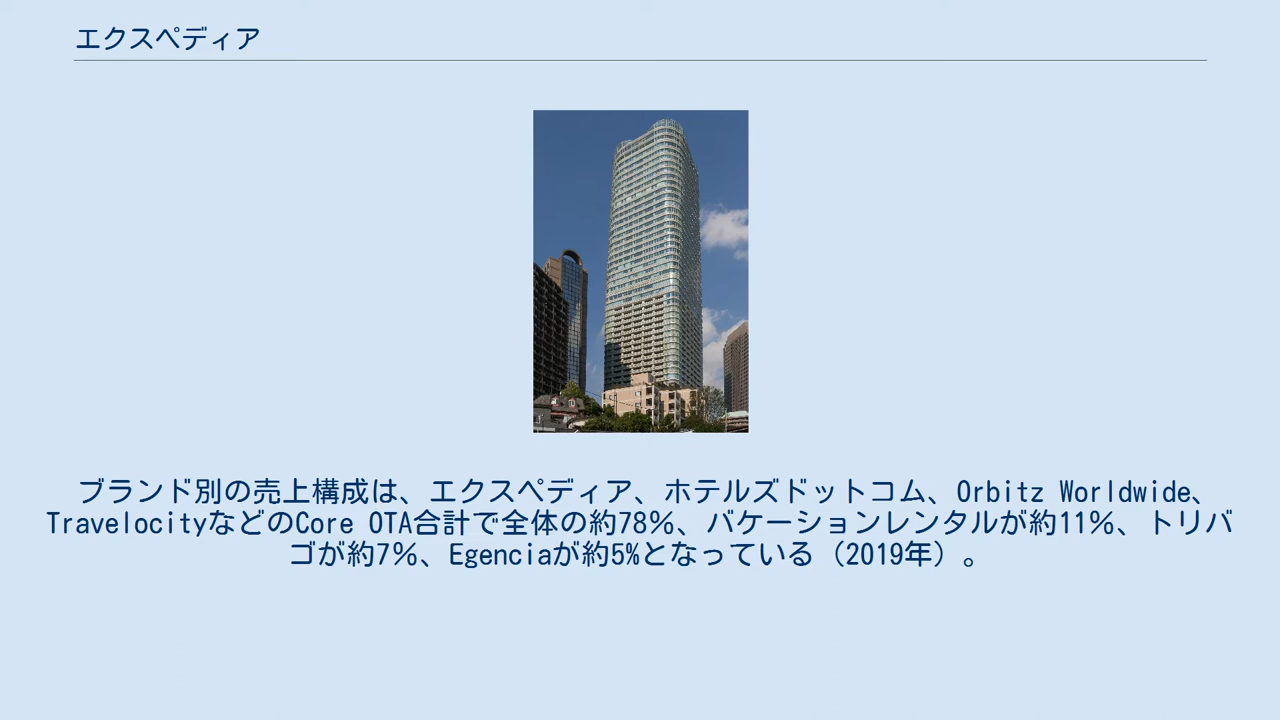 エクスペディア
ブランド別の売上構成は、エクスペディア、ホテルズドットコム、Orbitz Worldwide、
TravelocityなどのCore OTA合計で全体の約78％、バケーションレンタルが約11％、トリバ
ゴが約7％、Egenciaが約5%となっている（2019年）。